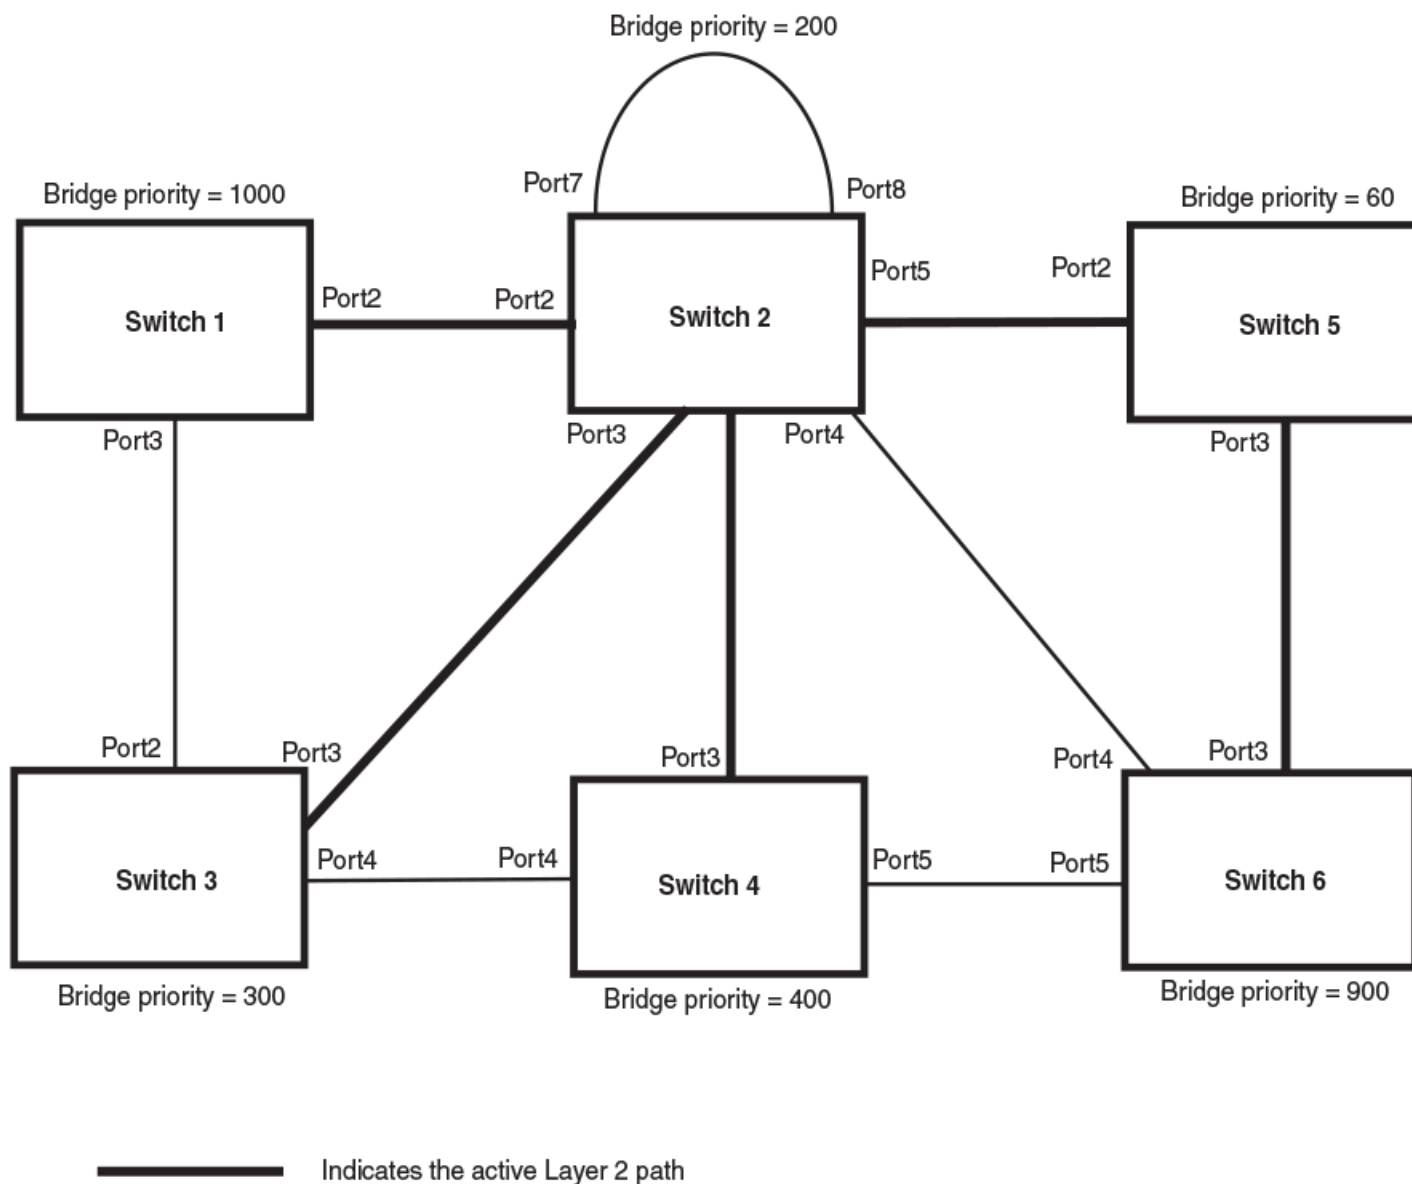 Bridge priority = 200
Port7
Port8
Bridge priority = 1000
Bridge priority = 60
Port2
Port2
Port5
Port2
Switch 1
Switch 2
Switch 5
Port3
Port3
Port4
Port3
Port2
Port3
Port3
Port4
Port3
Port4
Port4
Port5
Port5
Switch 3
Switch 4
Switch 6
Bridge priority = 300
Bridge priority = 400
Bridge priority = 900
Indicates the active Layer 2 path